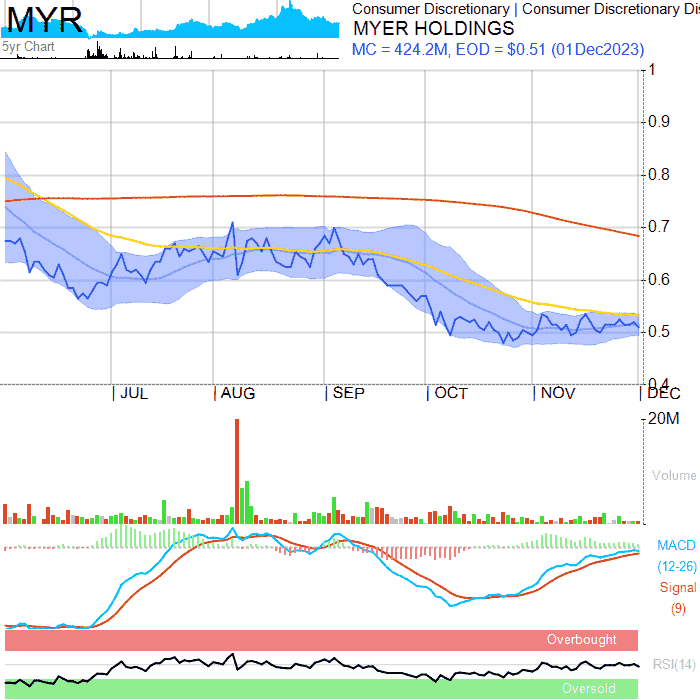 MYR
5yr Chart
Consumer Discretionary | Consumer Discretionary Dis
MYER HOLDINGS
MC = 424.2M, EOD = $0.51 (01Dec2023)
1
0.9
0.8
0.7
0.6
0.5
0.4
JUL AUG SEP OCT NOV DEC
20M
Volume
MACD
(12-26)
Signal
(9)
Overbought
RSI(14)
Oversold